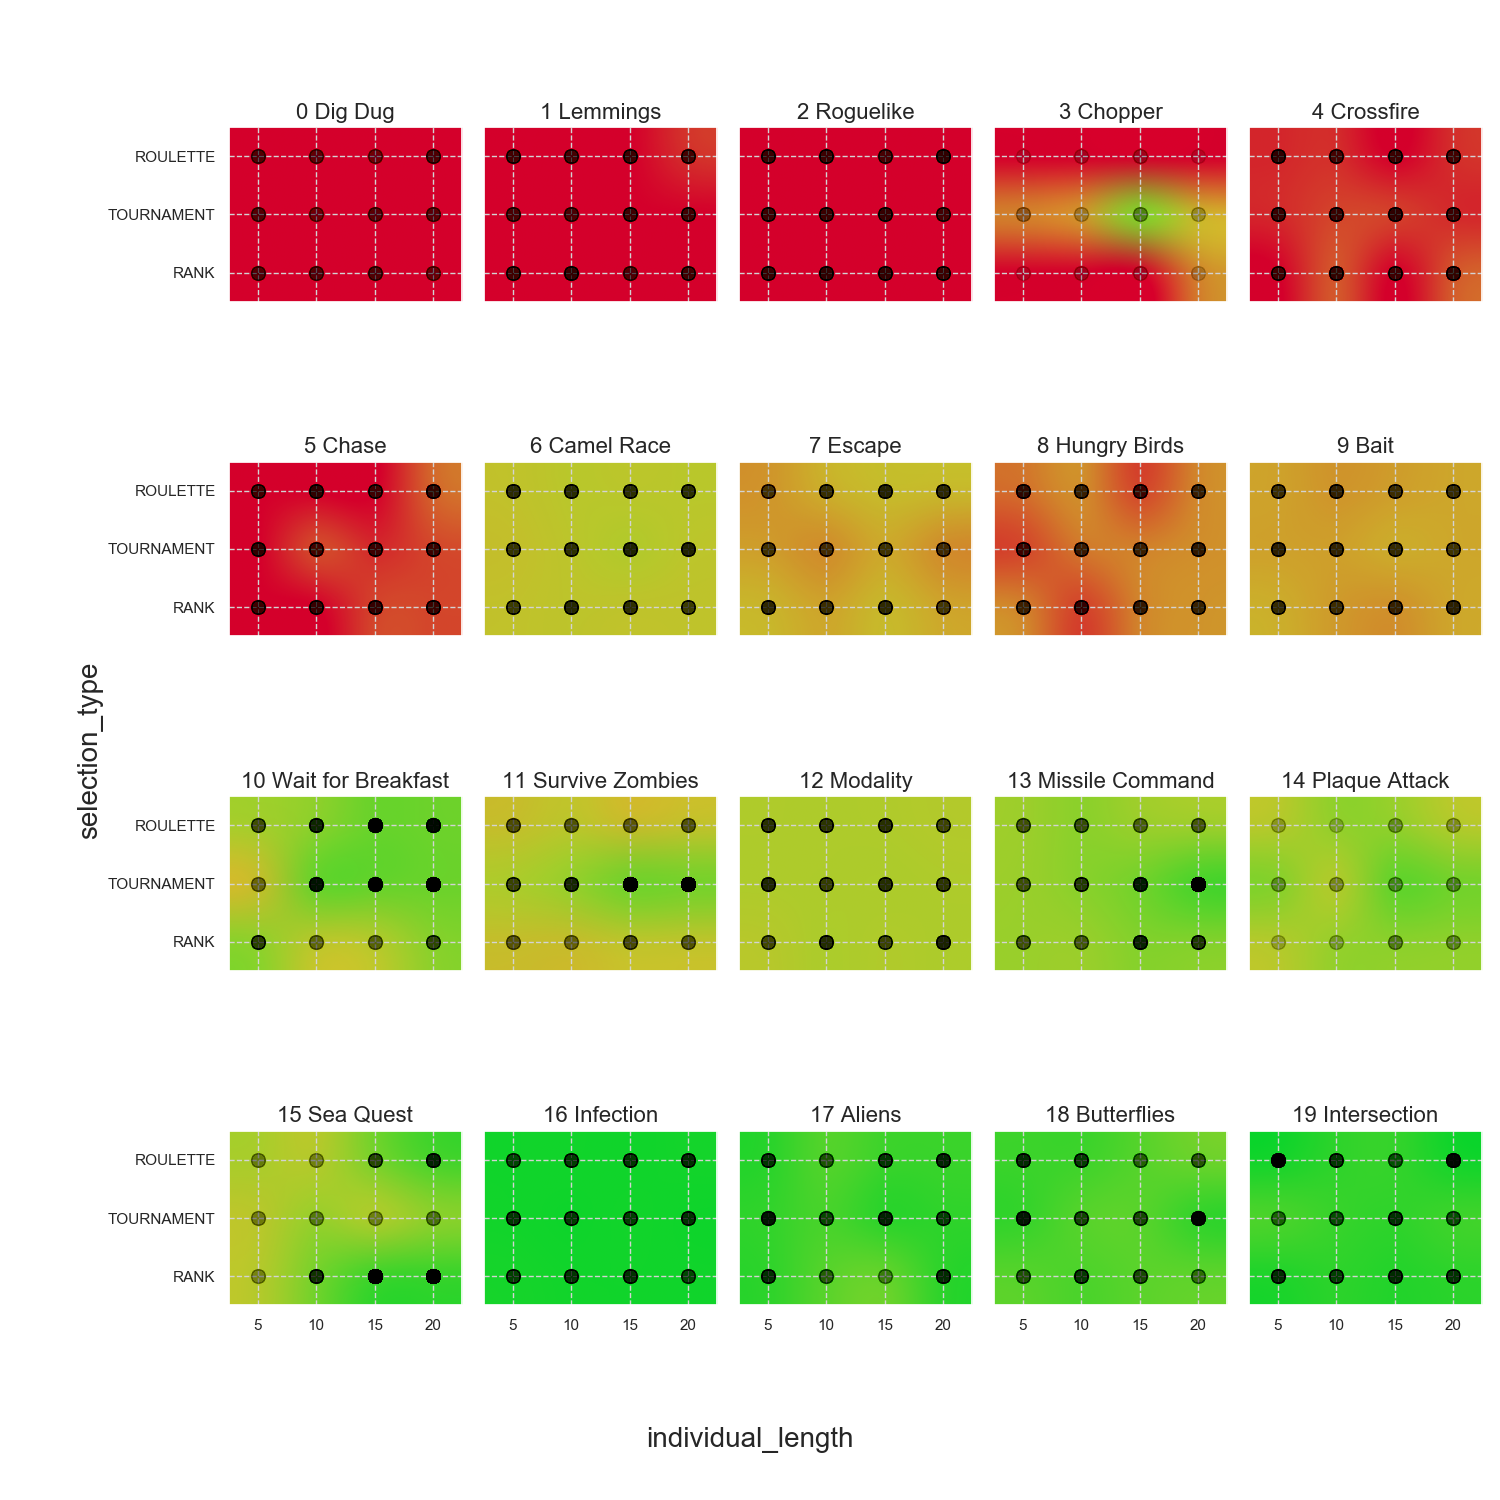 0 Dig Dug
1 Lemmings
2 Roguelike
3 Chopper
4 Crossfire
ROULETTE
TOURNAMENT
RANK
5 Chase
6 Camel Race
7 Escape
8 Hungry Birds
9 Bait
ROULETTE
TOURNAMENT
RANK
selection_type
10 Wait for Breakfast
11 Survive Zombies
12 Modality
13 Missile Command
14 Plaque Attack
ROULETTE
TOURNAMENT
RANK
15 Sea Quest
16 Infection
17 Aliens
18 Butterflies
19 Intersection
ROULETTE
TOURNAMENT
RANK
5 10 15 20
5 10 15 20
5 10 15 20
5 10 15 20
5 10 15 20
individual_length